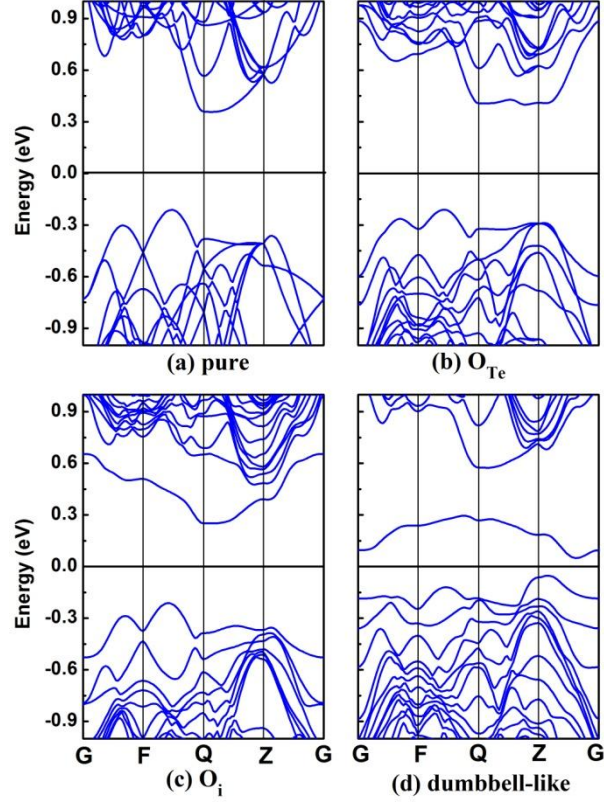 0.9
0.6
0.3
0.0
-0.3
-0.6
-0.9
Energy (eV)
(a) pure
(b) O_Te
0.9
0.6
0.3
0.0
-0.3
-0.6
-0.9
Energy (eV)
G F Q Z G
G F Q Z G
(c) O_i
(d) dumbbell-like